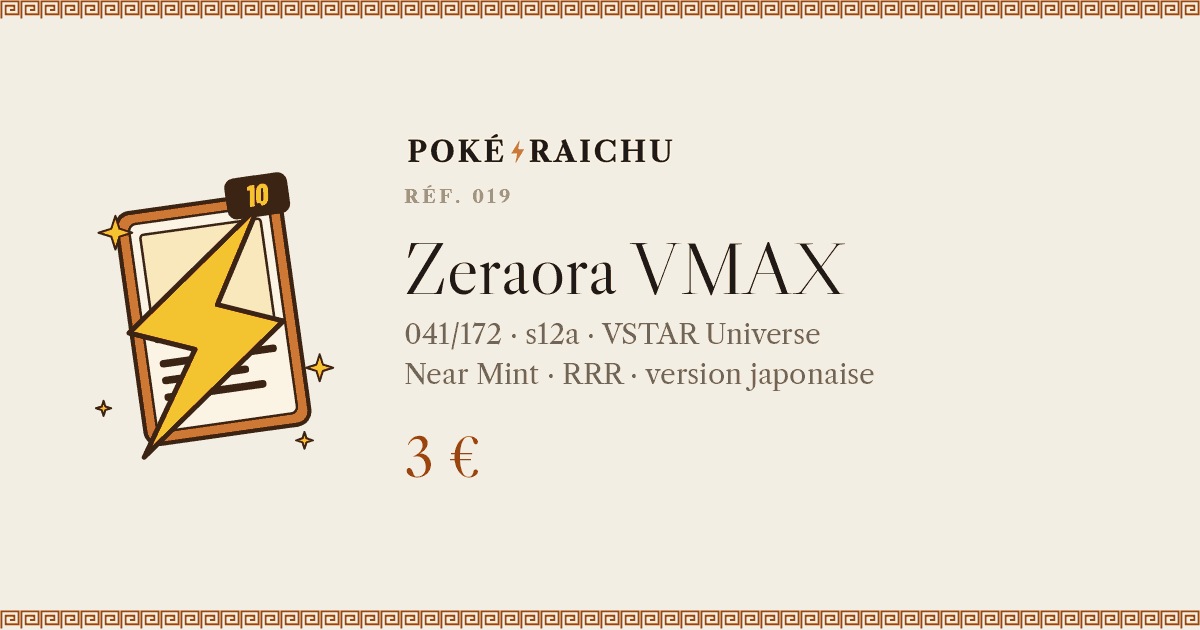 POKÉ RAICHU
RÉF. 019
10
Zeraora VMAX
041/172 · s12a · VSTAR Universe
Near Mint · RRR · version japonaise
3 €